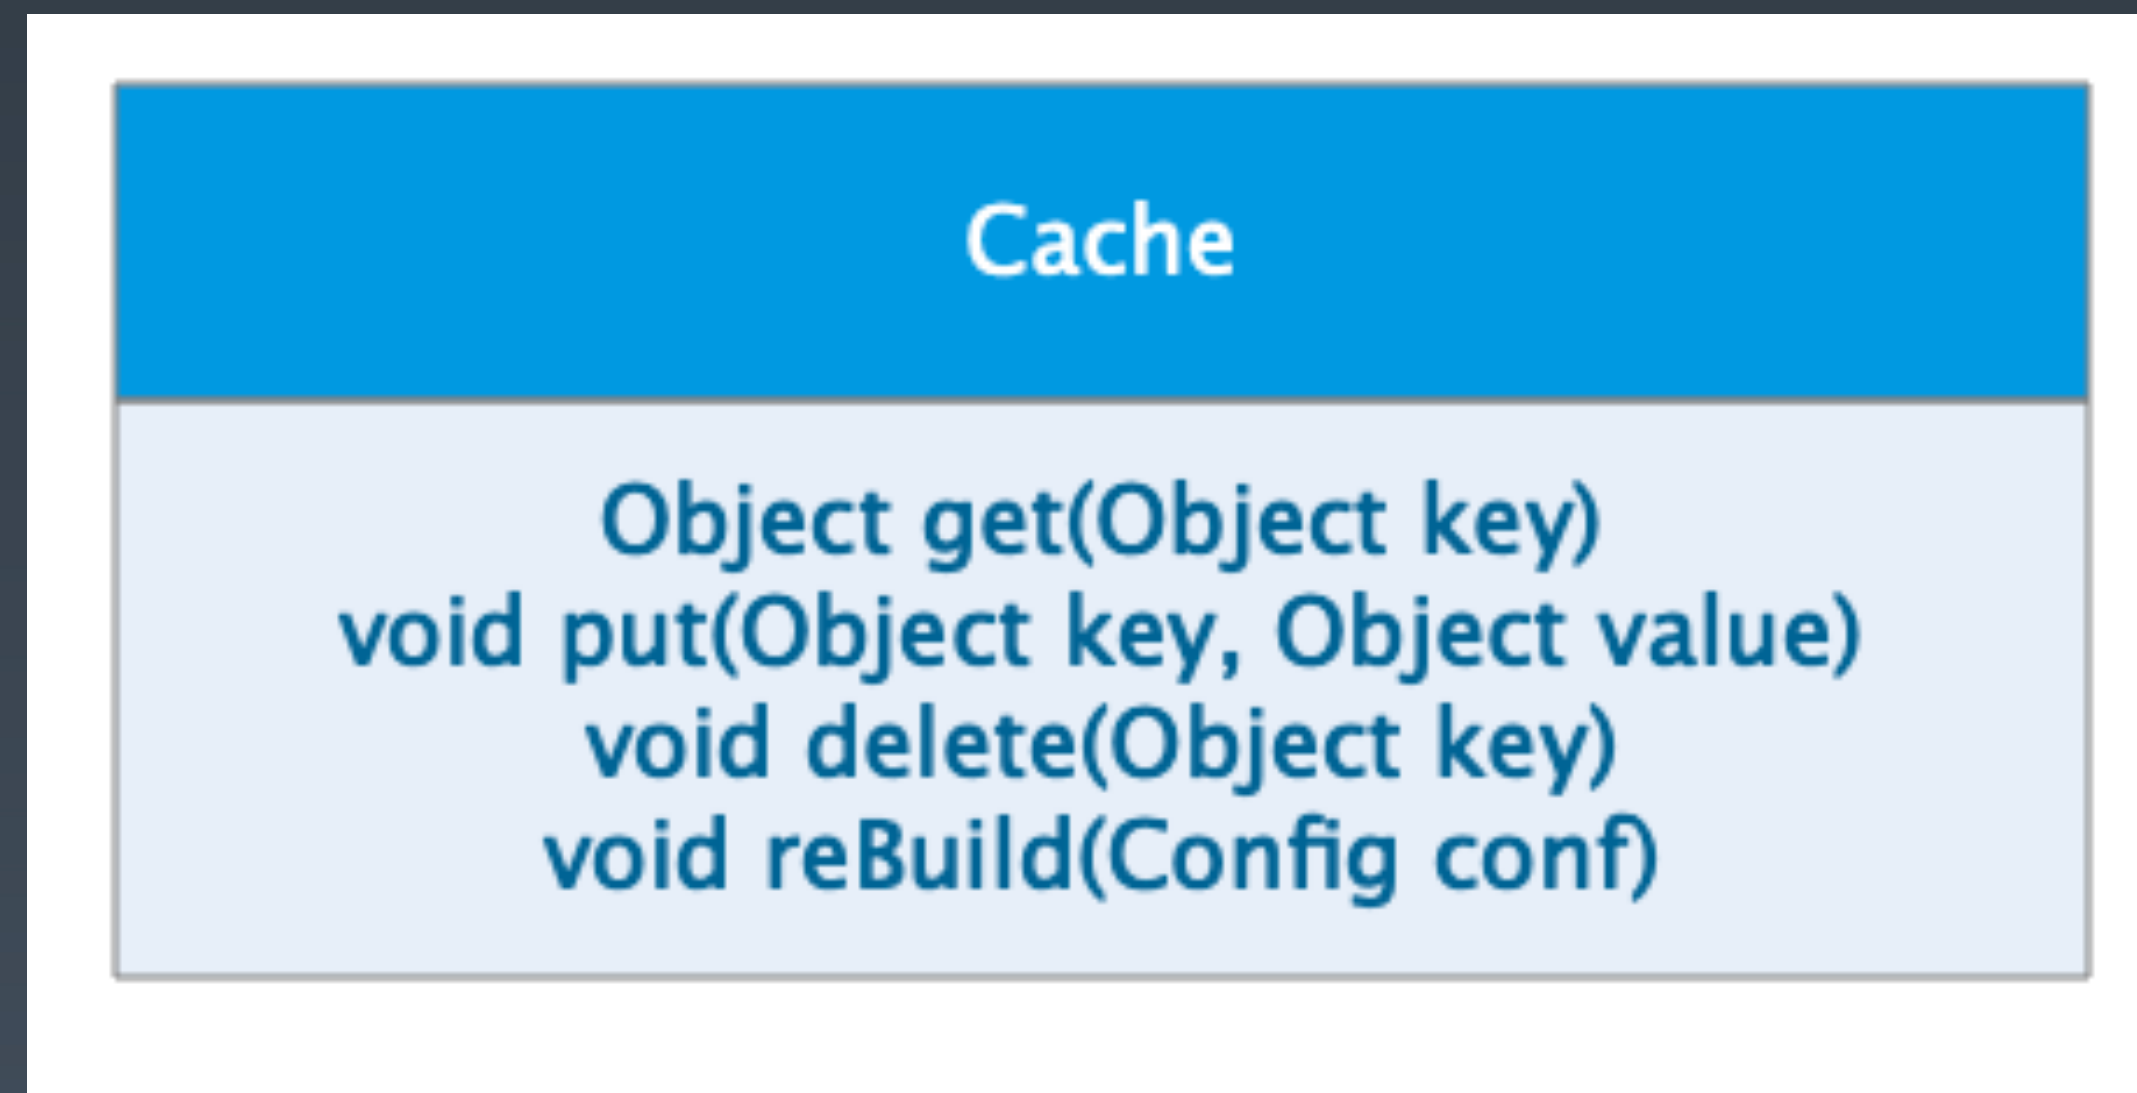 Cache
Object get(Object key)
void put(Object key, Object value)
void delete(Object key)
void reBuild(Config conf)